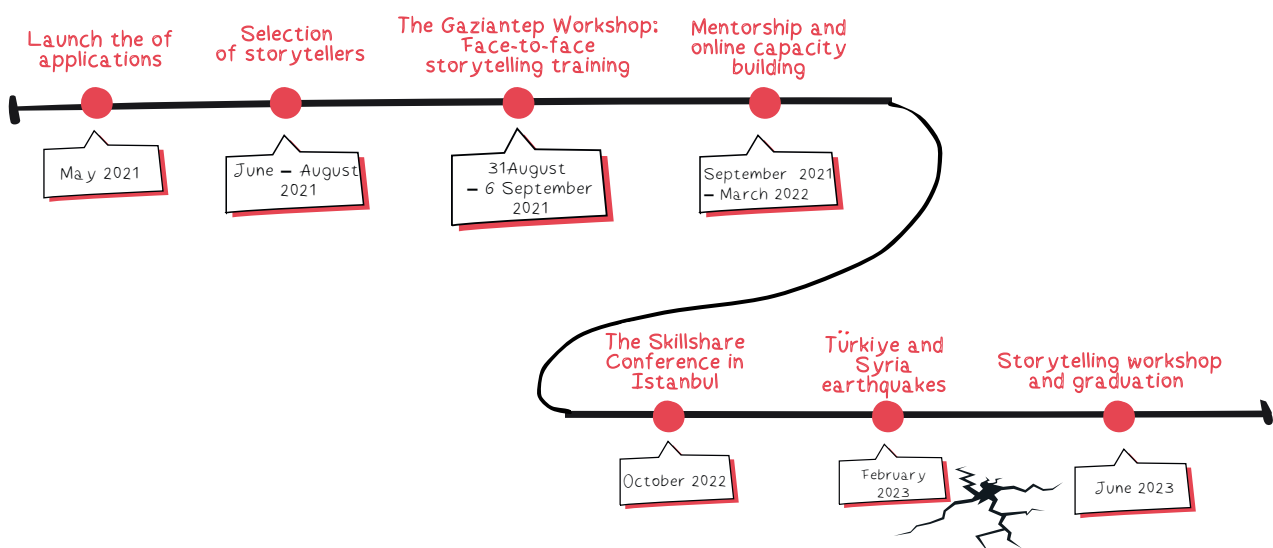 Launch the of
applications
May 2021
Selection
of storytellers
June – August
2021
The Gaziantep Workshop:
Face-to-face
storytelling training
31August
– 6 September
2021
Mentorship and
online capacity
building
September 2021
– March 2022
The Skillshare
Conference in
Istanbul
October 2022
Türkiye and
Syria
earthquakes
February
2023
Storytelling workshop
and graduation
June 2023